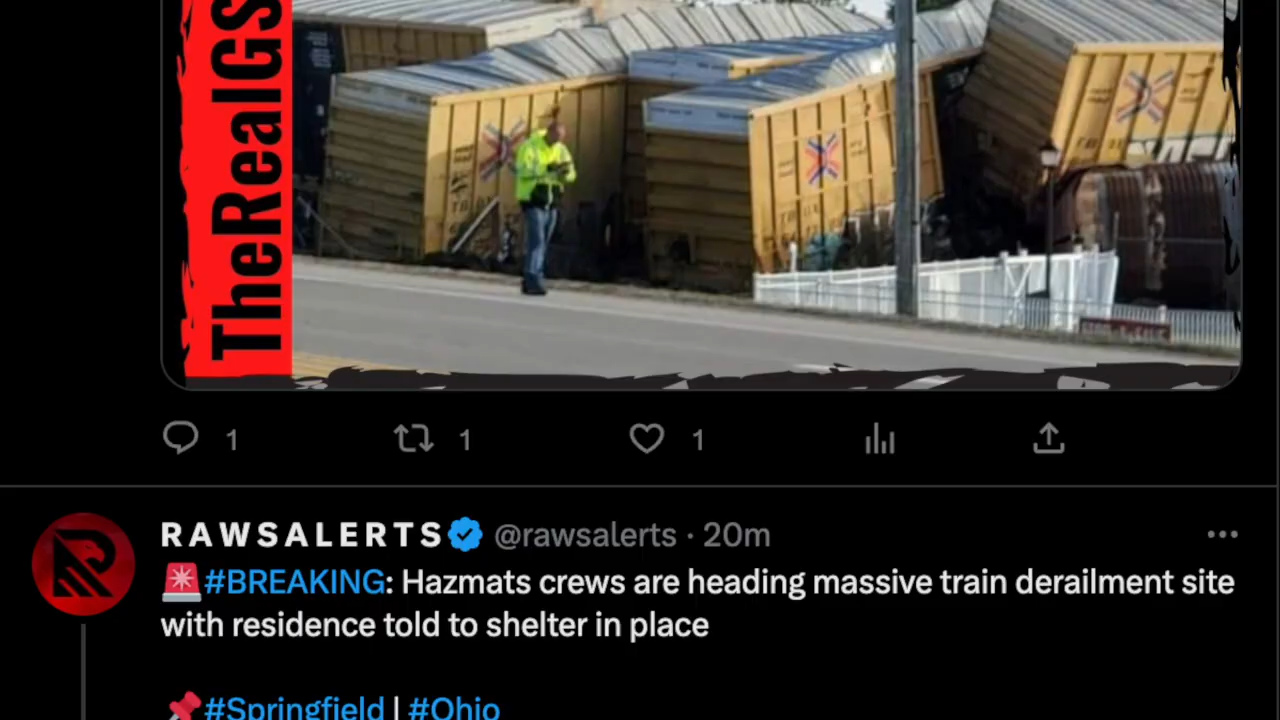 TheRealGS
1 1 1
RAWSALERTS @rawsalerts · 20m
#BREAKING: Hazmats crews are heading massive train derailment site
with residence told to shelter in place
#Springfield | #Ohio